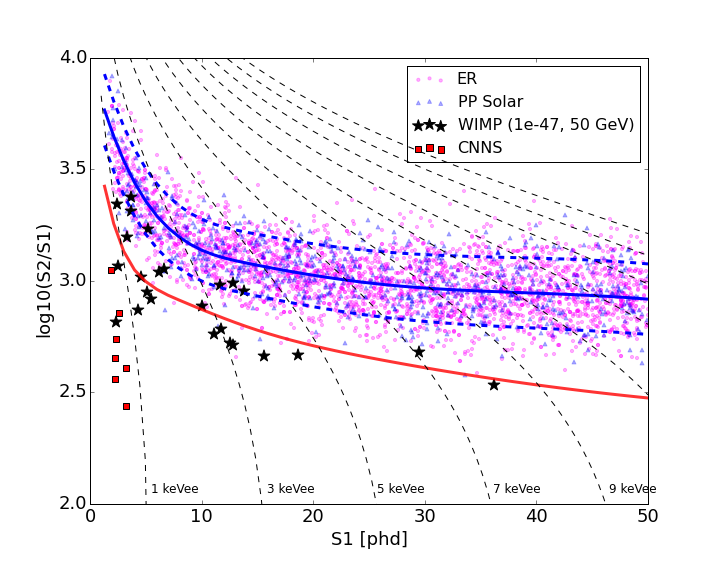 4.0
3.5
3.0
2.5
2.0
log10(S2/S1)
ER
PP Solar
WIMP (1e-47, 50 GeV)
CNNS
1 keVee
3 keVee
5 keVee
7 keVee
9 keVee
0
10
20
30
40
50
S1 [phd]